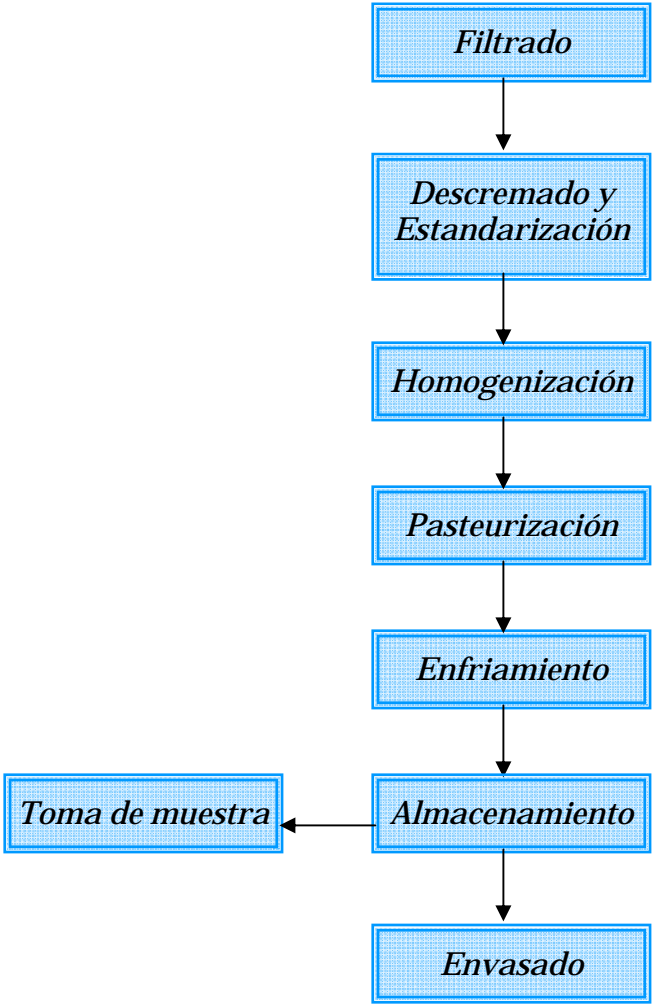 Filtrado
Descremado y
Estandarización
Homogenización
Pasteurización
Enfriamiento
Toma de muestra
Almacenamiento
Envasado